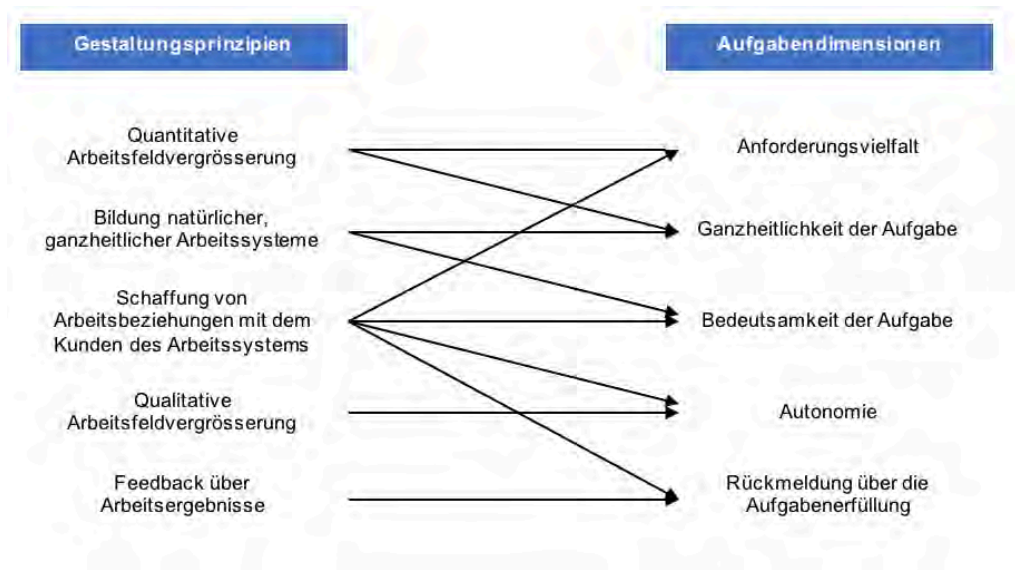 Gestaltungsprinzipien
Aufgabendimensionen
Quantitative
Arbeitsfeldvergrösserung
Anforderungsvielfalt
Bildung natürlicher,
ganzheitlicher Arbeitssysteme
Ganzheitlichkeit der Aufgabe
Schaffung von
Arbeitsbeziehungen mit dem
Kunden des Arbeitssystems
Bedeutsamkeit der Aufgabe
Qualitative
Arbeitsfeldvergrösserung
Autonomie
Feedback über
Arbeitsergebnisse
Rückmeldung über die
Aufgabenerfüllung